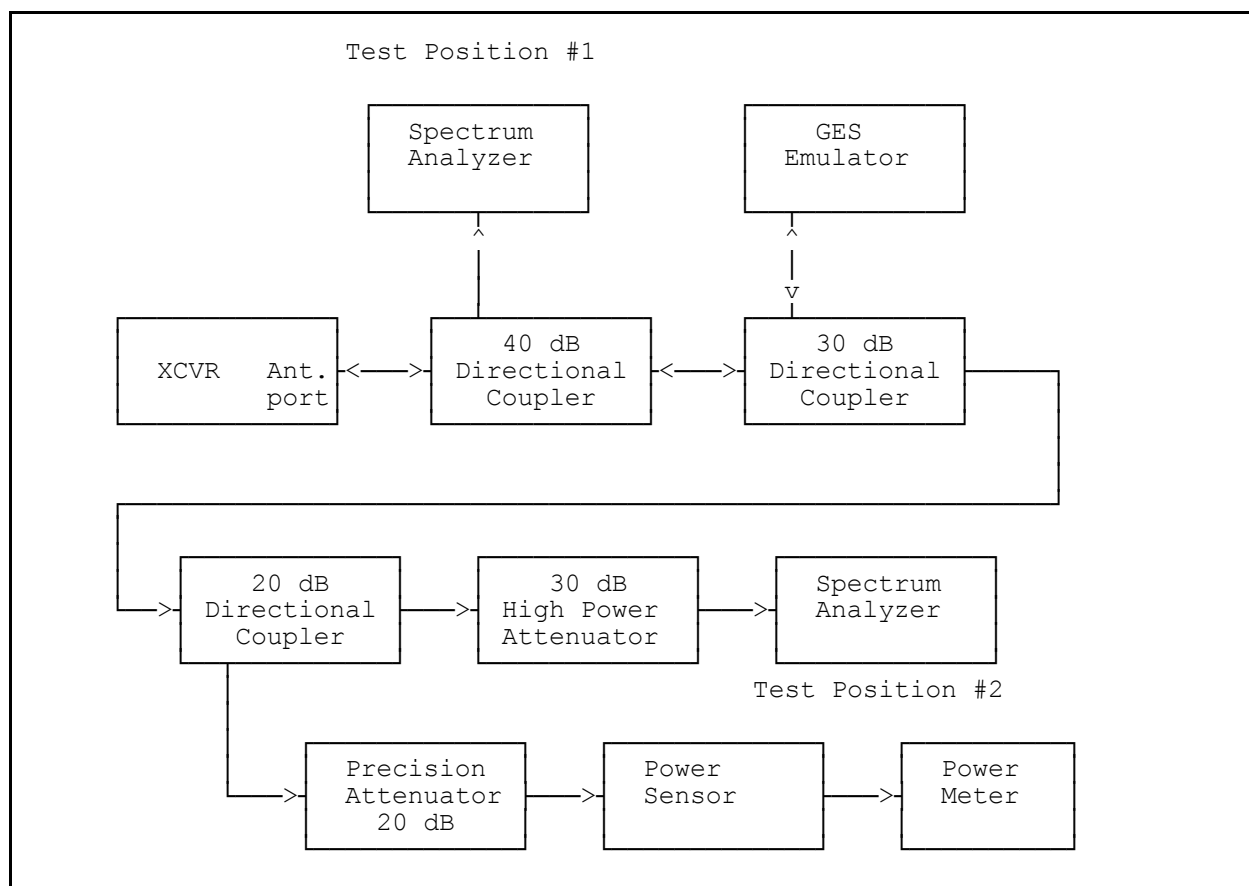 Test Position #1
Spectrum
Analyzer
GES
Emulator
XCVR Ant.
port
40 dB
Directional
Coupler
30 dB
Directional
Coupler
20 dB
Directional
Coupler
30 dB
High Power
Attenuator
Spectrum
Analyzer
Test Position #2
Precision
Attenuator
20 dB
Power
Sensor
Power
Meter